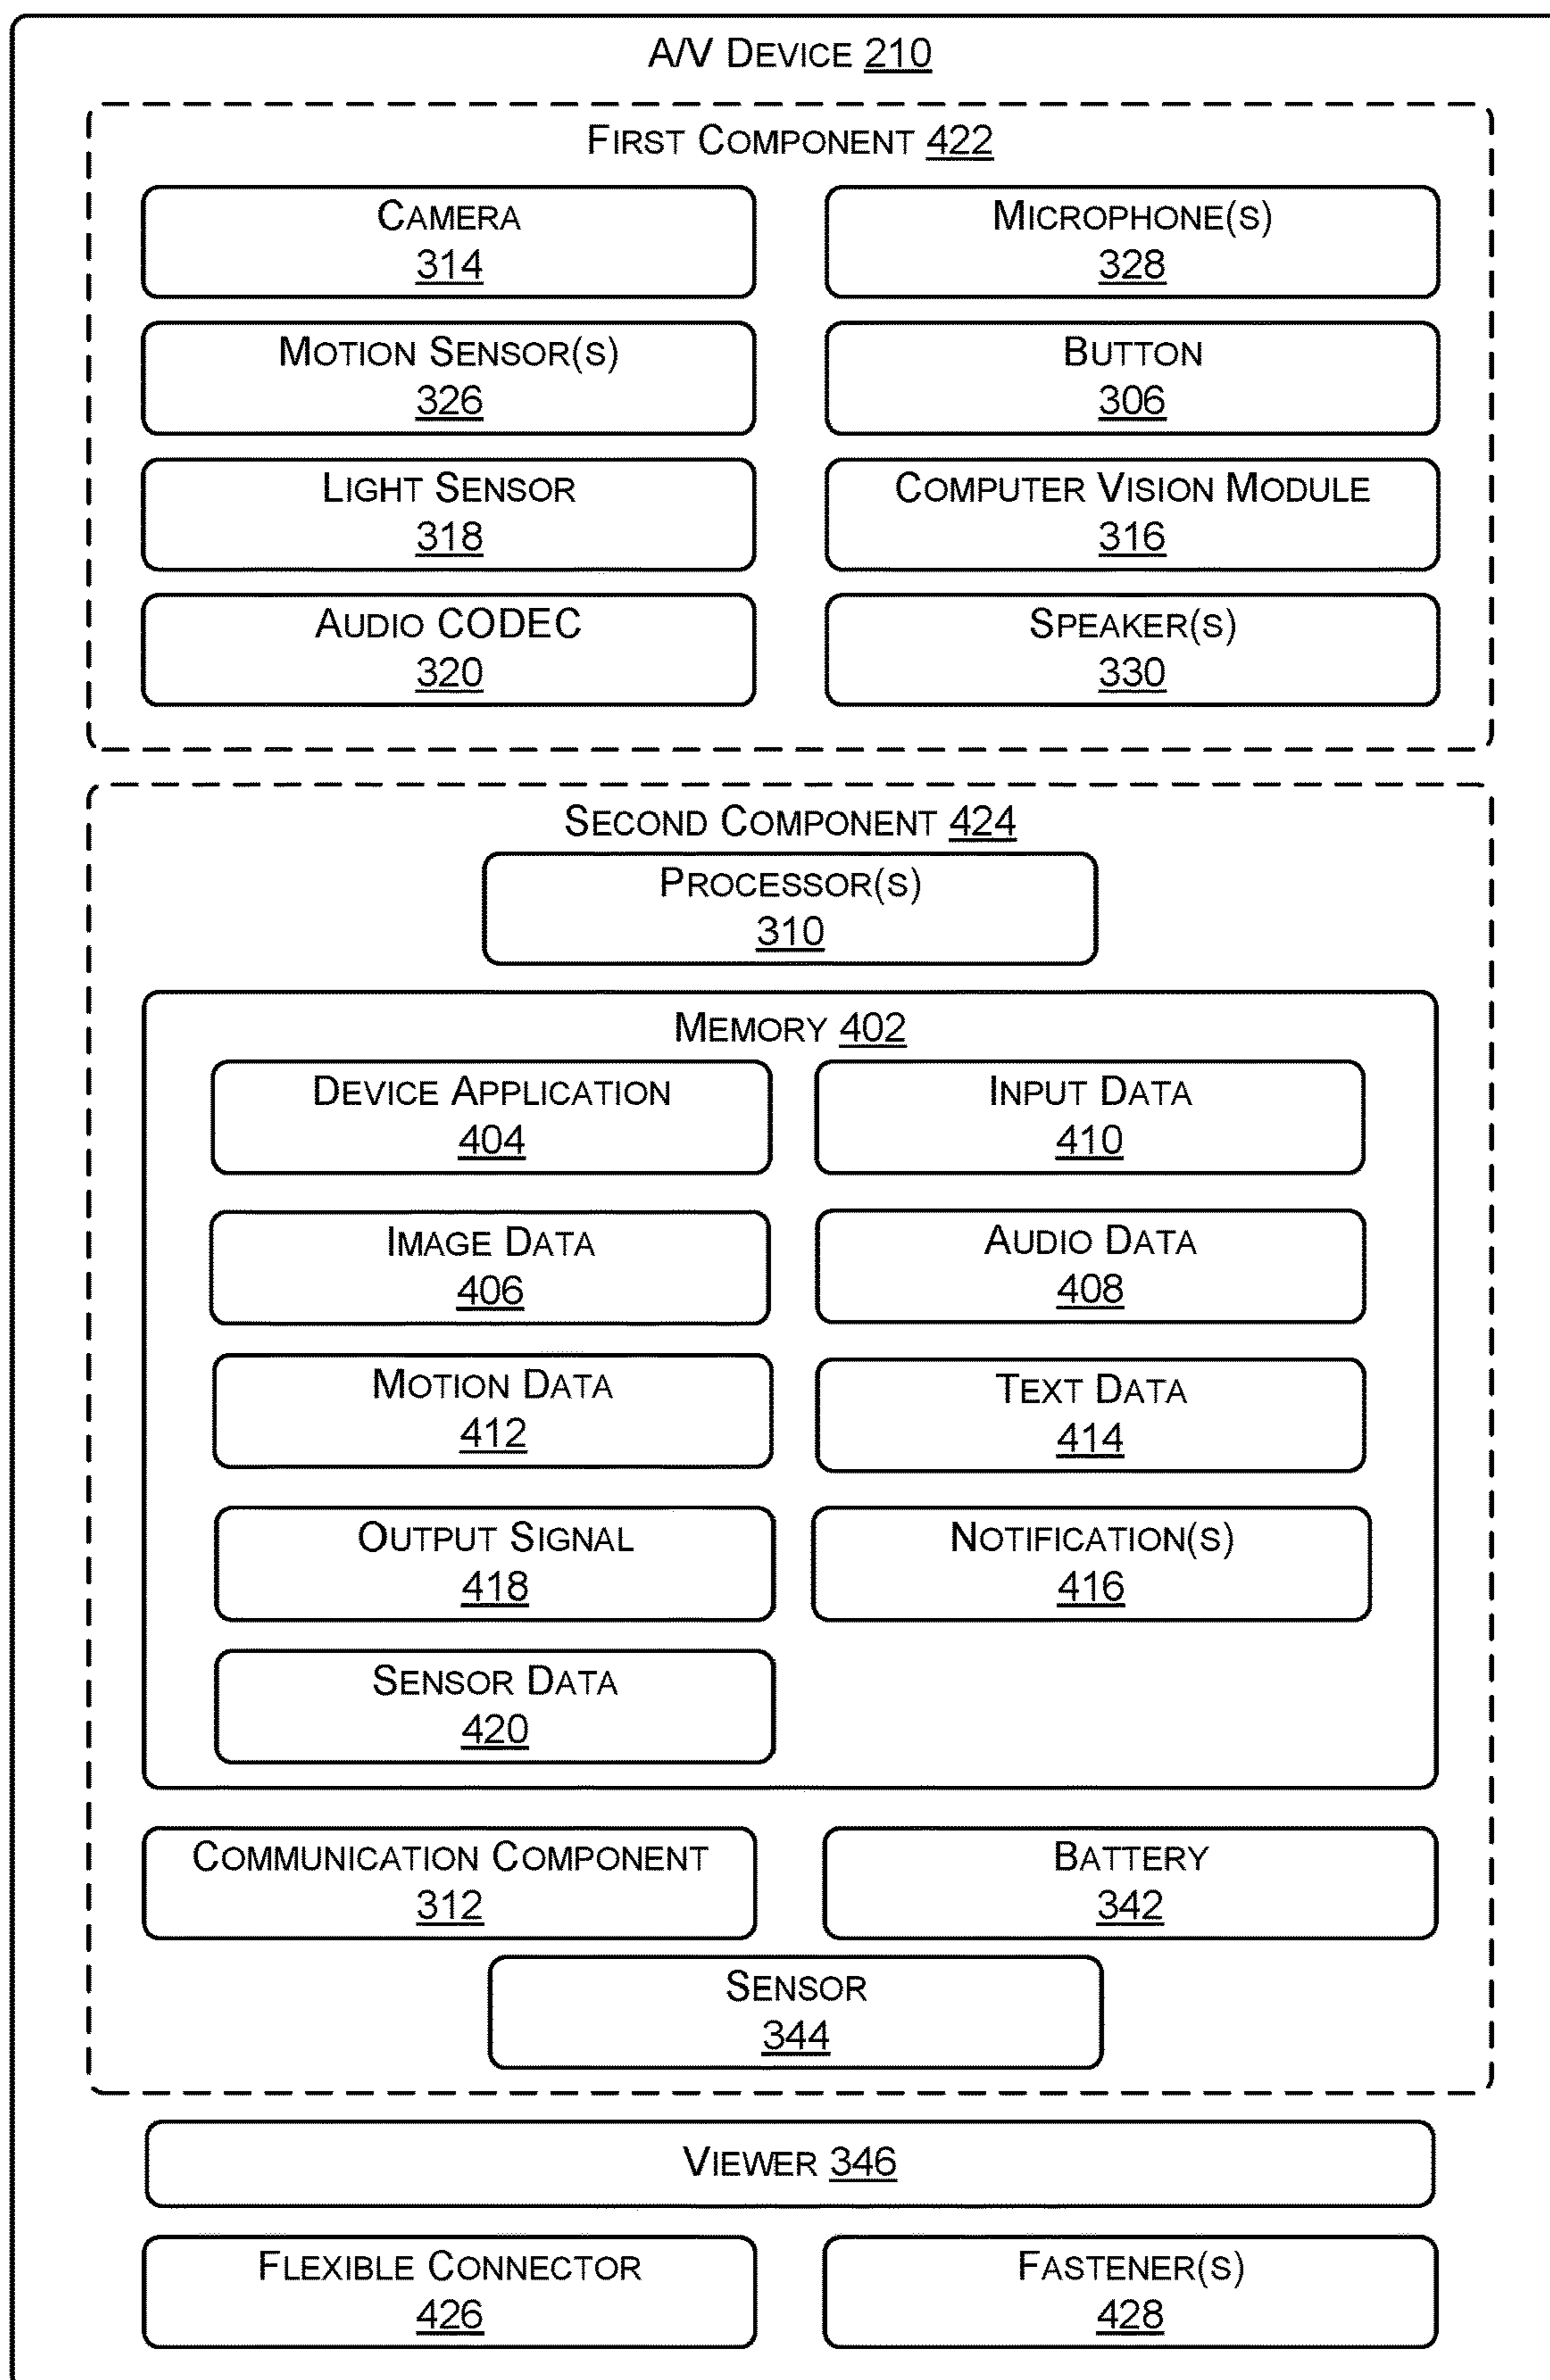 A/V DEVICE 210
FIRST COMPONENT 422
CAMERA
314
MICROPHONE(S)
328
MOTION SENSOR(S)
326
BUTTON
306
LIGHT SENSOR
318
COMPUTER VISION MODULE
316
AUDIO CODEC
320
SPEAKER(S)
330
SECOND COMPONENT 424
PROCESSOR(S)
310
MEMORY 402
DEVICE APPLICATION
404
INPUT DATA
410
IMAGE DATA
406
AUDIO DATA
408
MOTION DATA
412
TEXT DATA
414
OUTPUT SIGNAL
418
NOTIFICATION(S)
416
SENSOR DATA
420
COMMUNICATION COMPONENT
312
BATTERY
342
SENSOR
344
VIEWER 346
FLEXIBLE CONNECTOR
426
FASTENER(S)
428